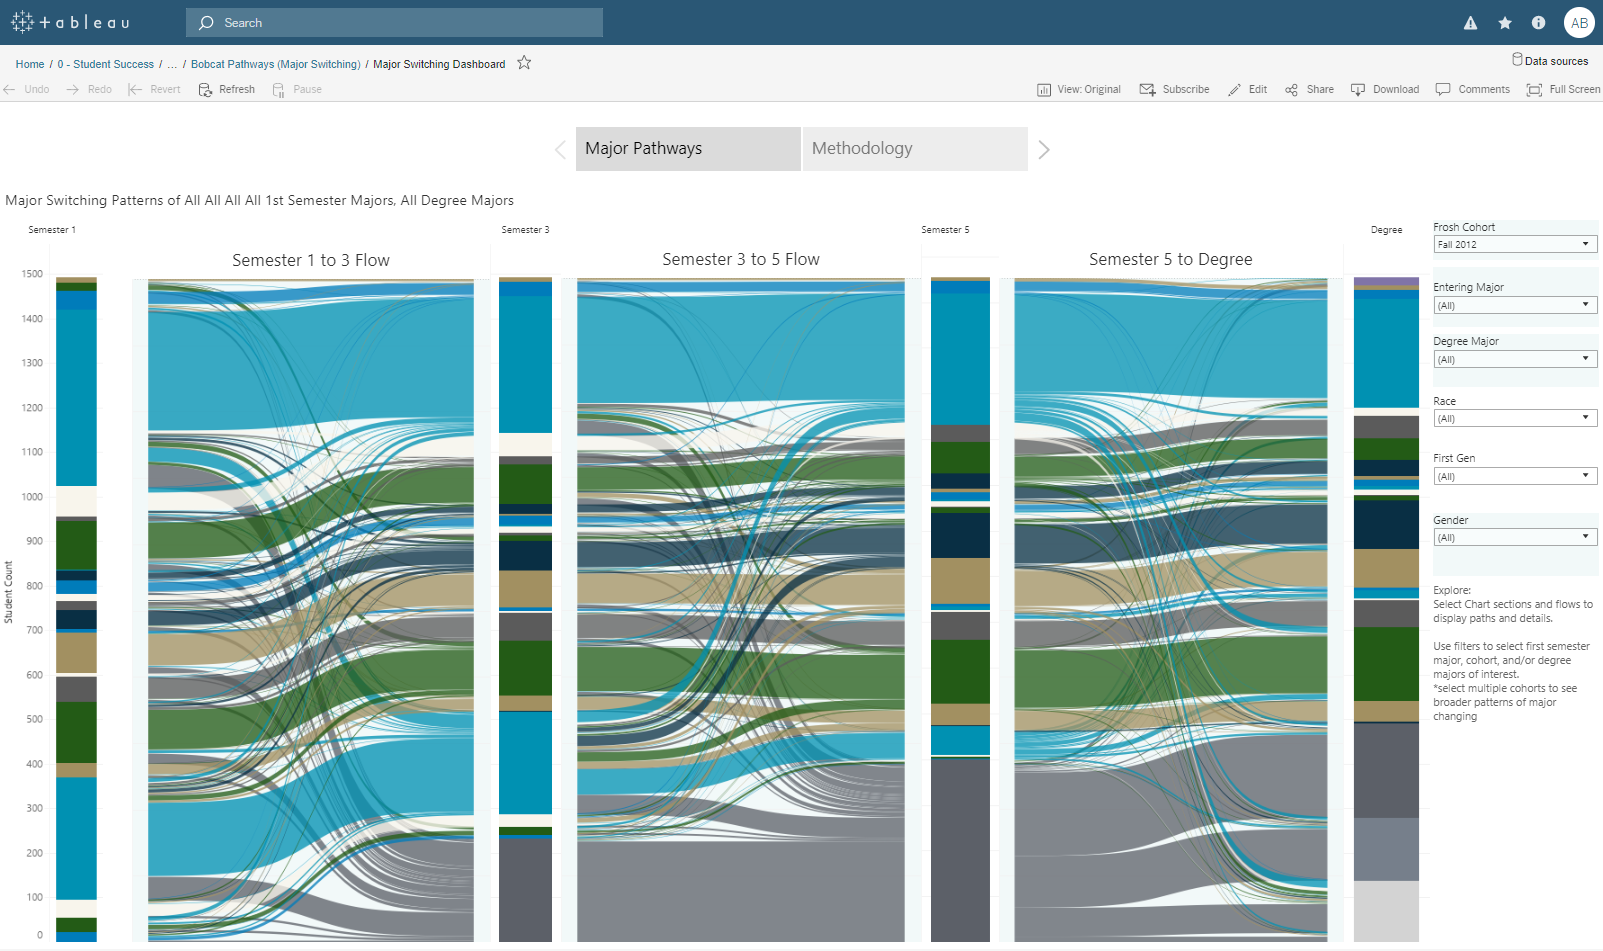 tableau
Search
AB
Home / 0 - Student Success / ... / Bobcat Pathways (Major Switching) / Major Switching Dashboard
Data sources
Undo Redo Revert Refresh Pause
View: Original Subscribe Edit Share Download Comments Full Screen
Major Pathways Methodology
Major Switching Patterns of All All All All 1st Semester Majors, All Degree Majors
Semester 1 Semester 3 Semester 5 Degree
Semester 1 to 3 Flow Semester 3 to 5 Flow Semester 5 to Degree
1500
1400
1300
1200
1100
1000
900
800
700
600
500
400
300
200
100
0
Student Count
Frosh Cohort
Fall 2012
Entering Major
(All)
Degree Major
(All)
Race
(All)
First Gen
(All)
Gender
(All)
Explore:
Select Chart sections and flows to
display paths and details.
Use filters to select first semester
major, cohort, and/or degree
majors of interest.
*select multiple cohorts to see
broader patterns of major
changing